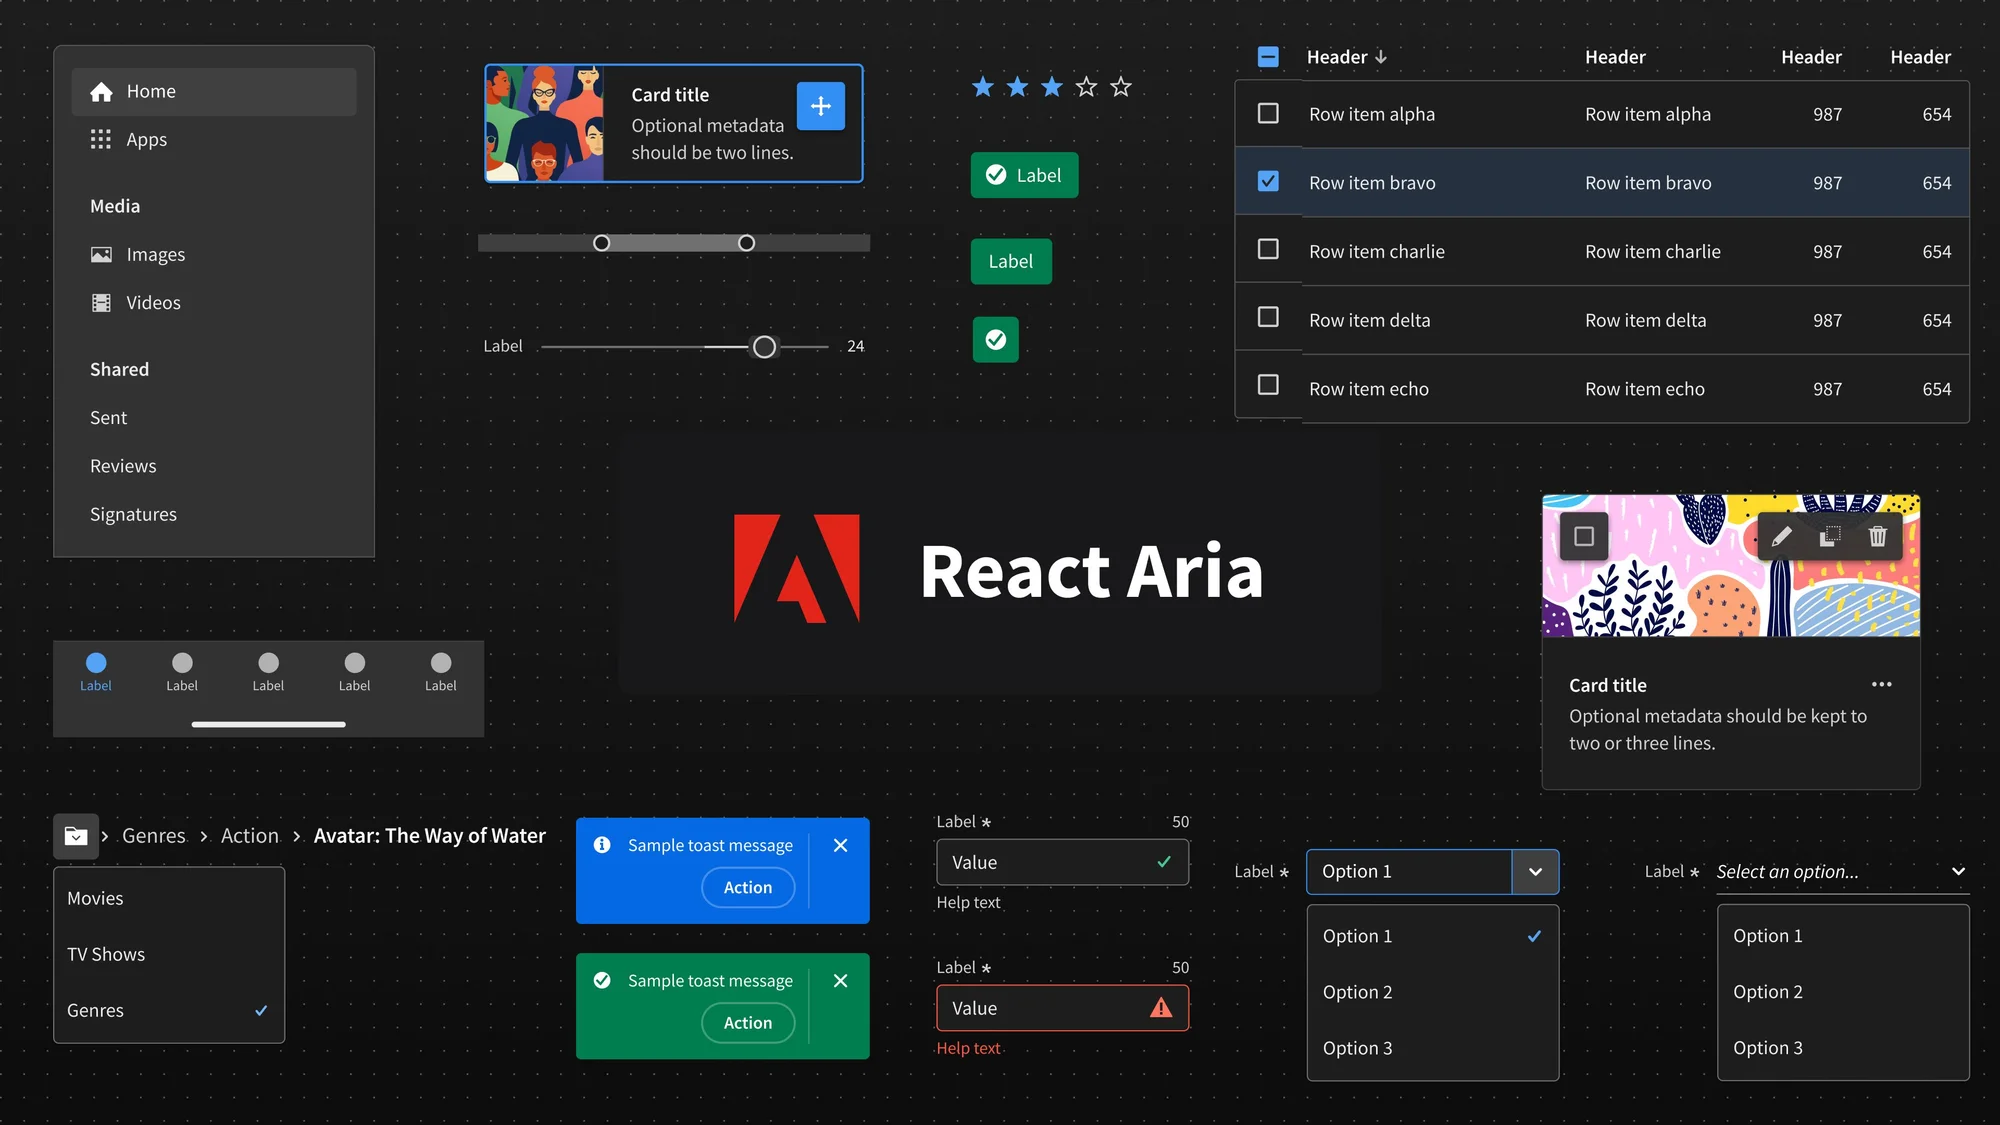 Home
Apps
Media
Images
Videos
Shared
Sent
Reviews
Signatures
Card title
Optional metadata
should be two lines.
Label 24
Label
Label
Header Header Header Header
Row item alpha Row item alpha 987 654
Row item bravo Row item bravo 987 654
Row item charlie Row item charlie 987 654
Row item delta Row item delta 987 654
Row item echo Row item echo 987 654
React Aria
Card title
Optional metadata should be kept to
two or three lines.
Label Label Label Label Label
Genres Action Avatar: The Way of Water
Movies
TV Shows
Genres
Sample toast message
Action
Sample toast message
Action
Label * 50
Value
Help text
Label * 50
Value
Help text
Label * Option 1
Option 1
Option 2
Option 3
Label * Select an option...
Option 1
Option 2
Option 3